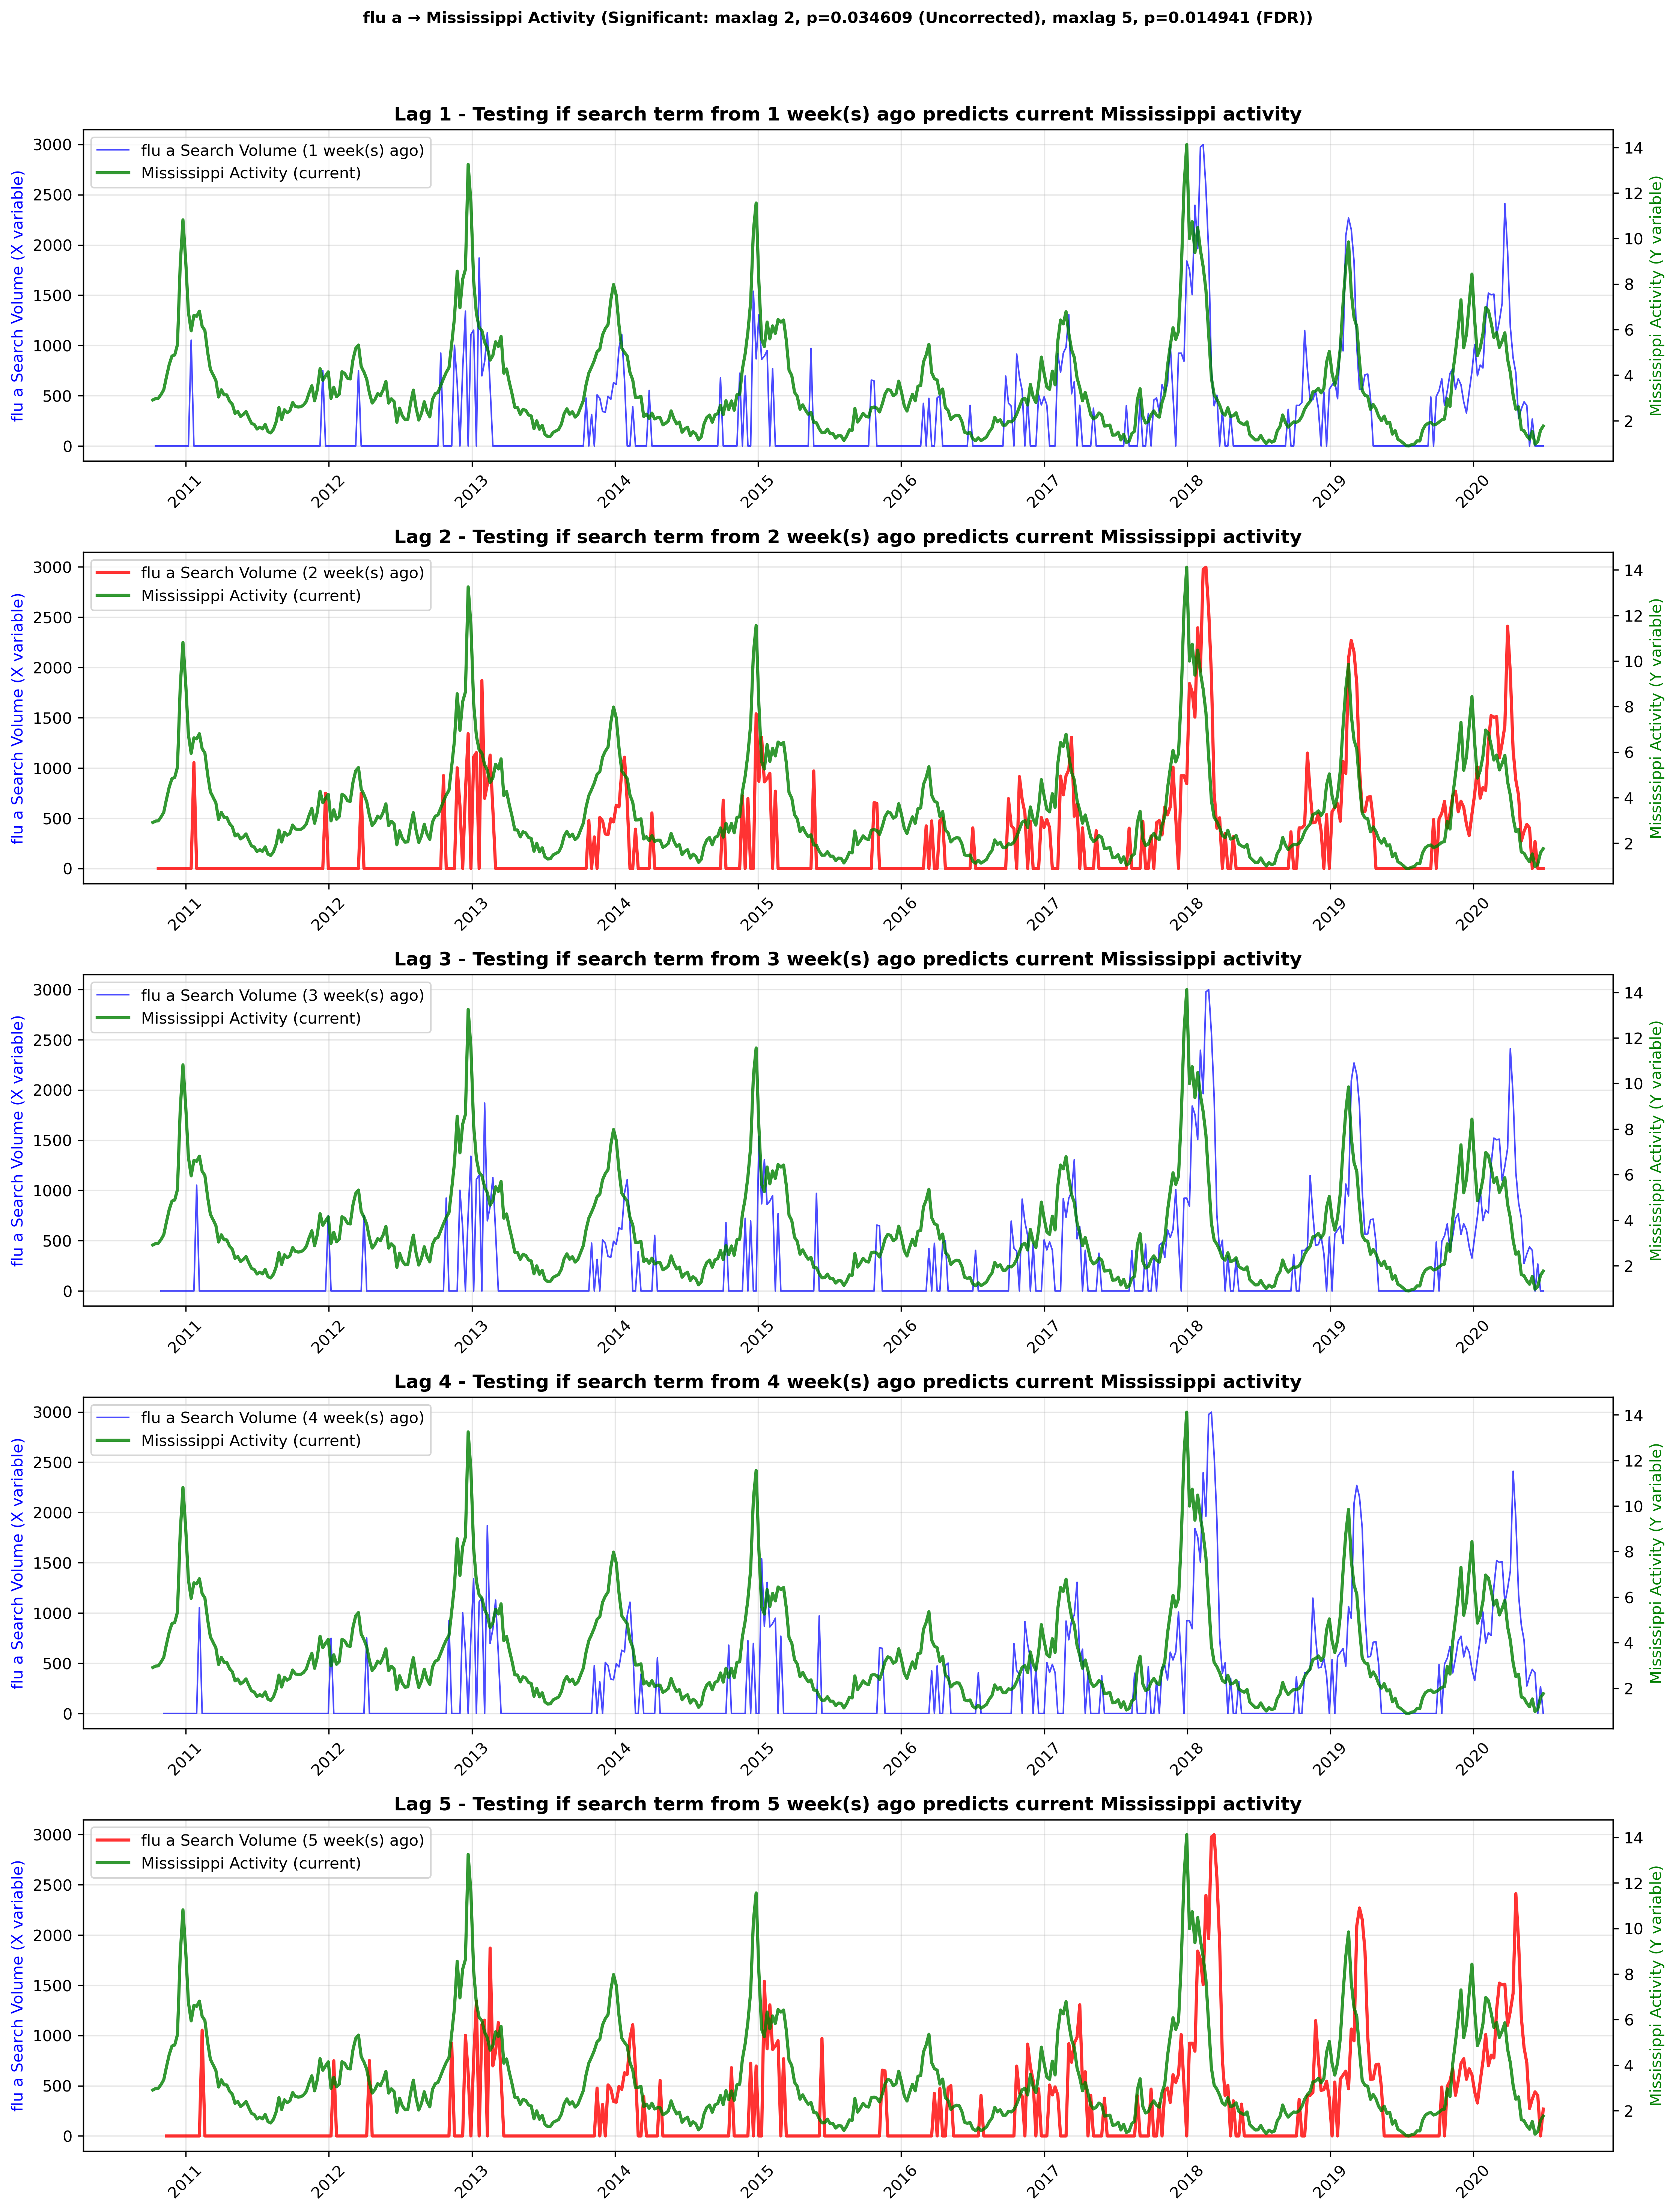 flu a → Mississippi Activity (Significant: maxlag 2, p=0.034609 (Uncorrected), maxlag 5, p=0.014941 (FDR))
Lag 1 - Testing if search term from 1 week(s) ago predicts current Mississippi activity
flu a Search Volume (1 week(s) ago)
Mississippi Activity (current)
flu a Search Volume (X variable)
3000
2500
2000
1500
1000
500
0
14
12
10
8
6
4
2
Mississippi Activity (Y variable)
2011 2012 2013 2014 2015 2016 2017 2018 2019 2020
Lag 2 - Testing if search term from 2 week(s) ago predicts current Mississippi activity
flu a Search Volume (2 week(s) ago)
Mississippi Activity (current)
flu a Search Volume (X variable)
3000
2500
2000
1500
1000
500
0
14
12
10
8
6
4
2
Mississippi Activity (Y variable)
2011 2012 2013 2014 2015 2016 2017 2018 2019 2020
Lag 3 - Testing if search term from 3 week(s) ago predicts current Mississippi activity
flu a Search Volume (3 week(s) ago)
Mississippi Activity (current)
flu a Search Volume (X variable)
3000
2500
2000
1500
1000
500
0
14
12
10
8
6
4
2
Mississippi Activity (Y variable)
2011 2012 2013 2014 2015 2016 2017 2018 2019 2020
Lag 4 - Testing if search term from 4 week(s) ago predicts current Mississippi activity
flu a Search Volume (4 week(s) ago)
Mississippi Activity (current)
flu a Search Volume (X variable)
3000
2500
2000
1500
1000
500
0
14
12
10
8
6
4
2
Mississippi Activity (Y variable)
2011 2012 2013 2014 2015 2016 2017 2018 2019 2020
Lag 5 - Testing if search term from 5 week(s) ago predicts current Mississippi activity
flu a Search Volume (5 week(s) ago)
Mississippi Activity (current)
flu a Search Volume (X variable)
3000
2500
2000
1500
1000
500
0
14
12
10
8
6
4
2
Mississippi Activity (Y variable)
2011 2012 2013 2014 2015 2016 2017 2018 2019 2020